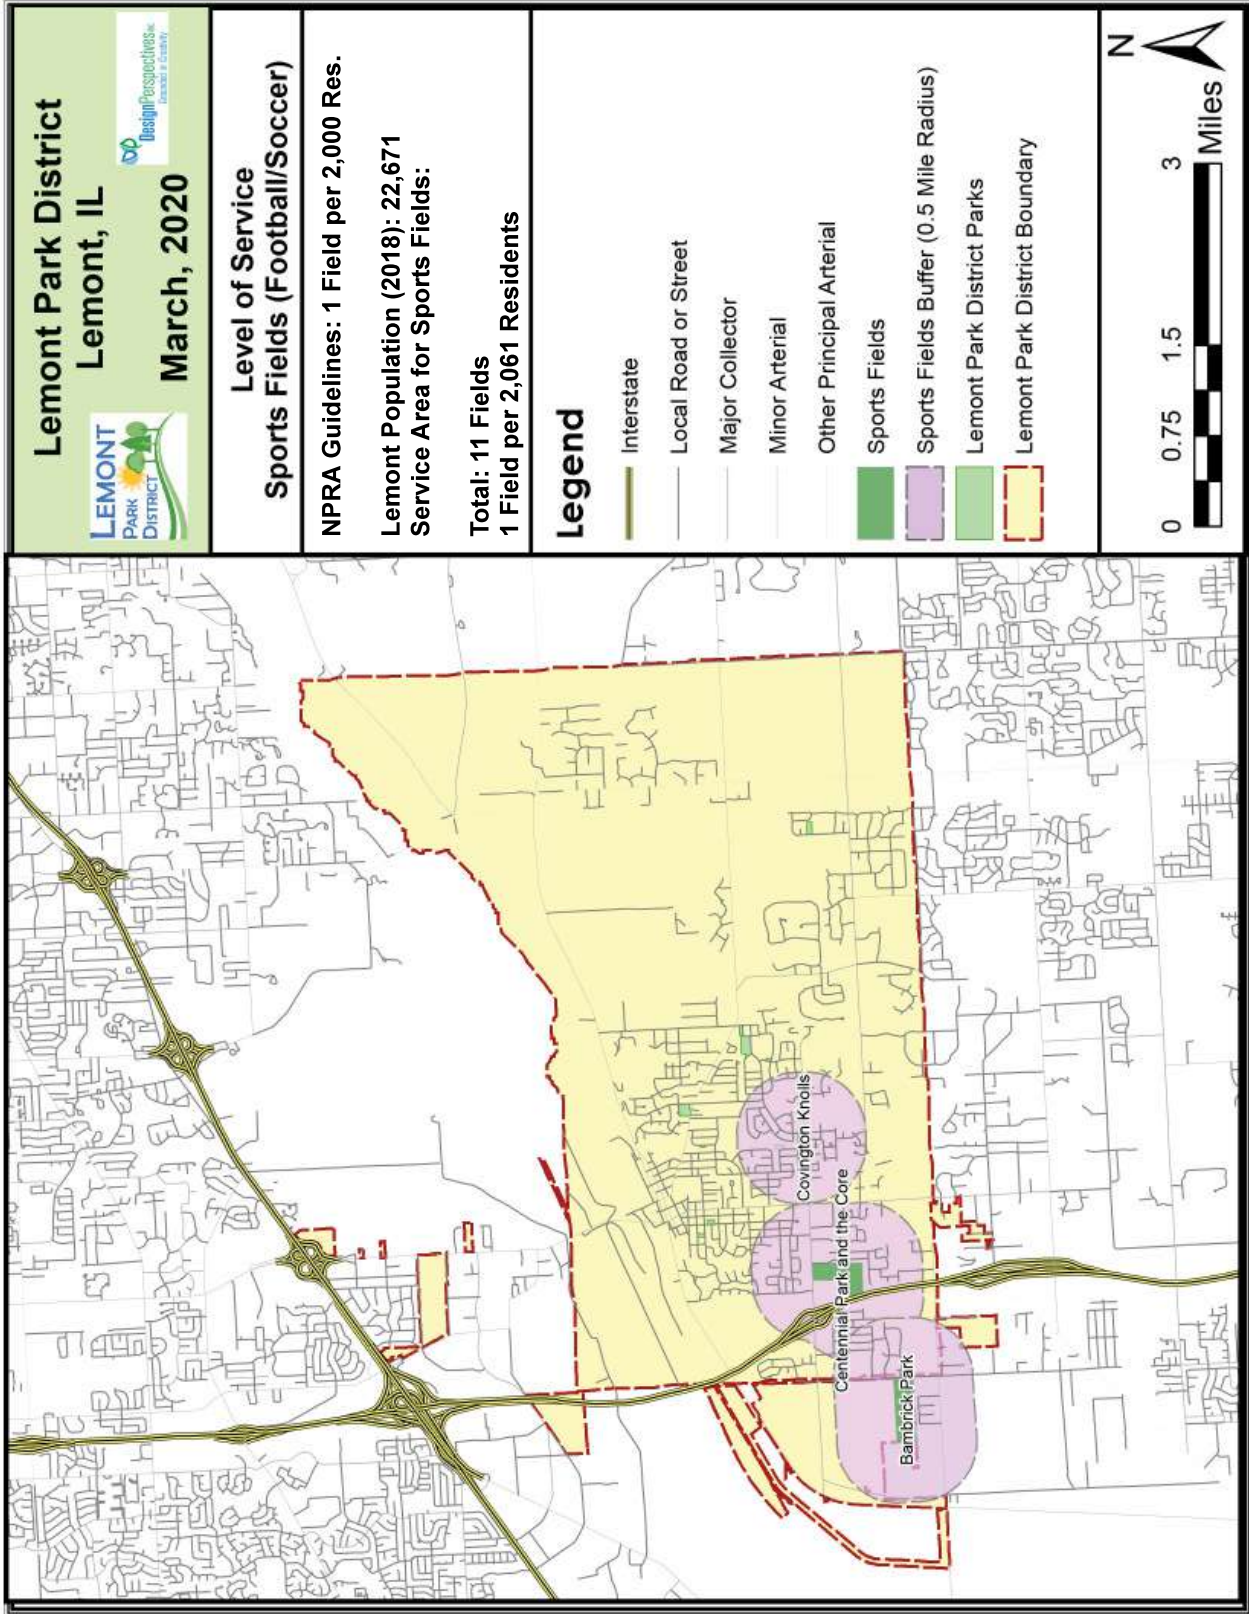 Lemont Park District
Lemont, IL
March, 2020
LEMONT
PARK
DISTRICT
DesignPerspectives INC.
Grounded in Creativity
Level of Service
Sports Fields (Football/Soccer)
NPRA Guidelines: 1 Field per 2,000 Res.
Lemont Population (2018): 22,671
Service Area for Sports Fields:
Total: 11 Fields
1 Field per 2,061 Residents
Legend
Interstate
Local Road or Street
Major Collector
Minor Arterial
Other Principal Arterial
Sports Fields
Sports Fields Buffer (0.5 Mile Radius)
Lemont Park District Parks
Lemont Park District Boundary
N
0 0.75 1.5 3
Miles
Covington Knolls
Centennial Park and the Core
Bambrick Park